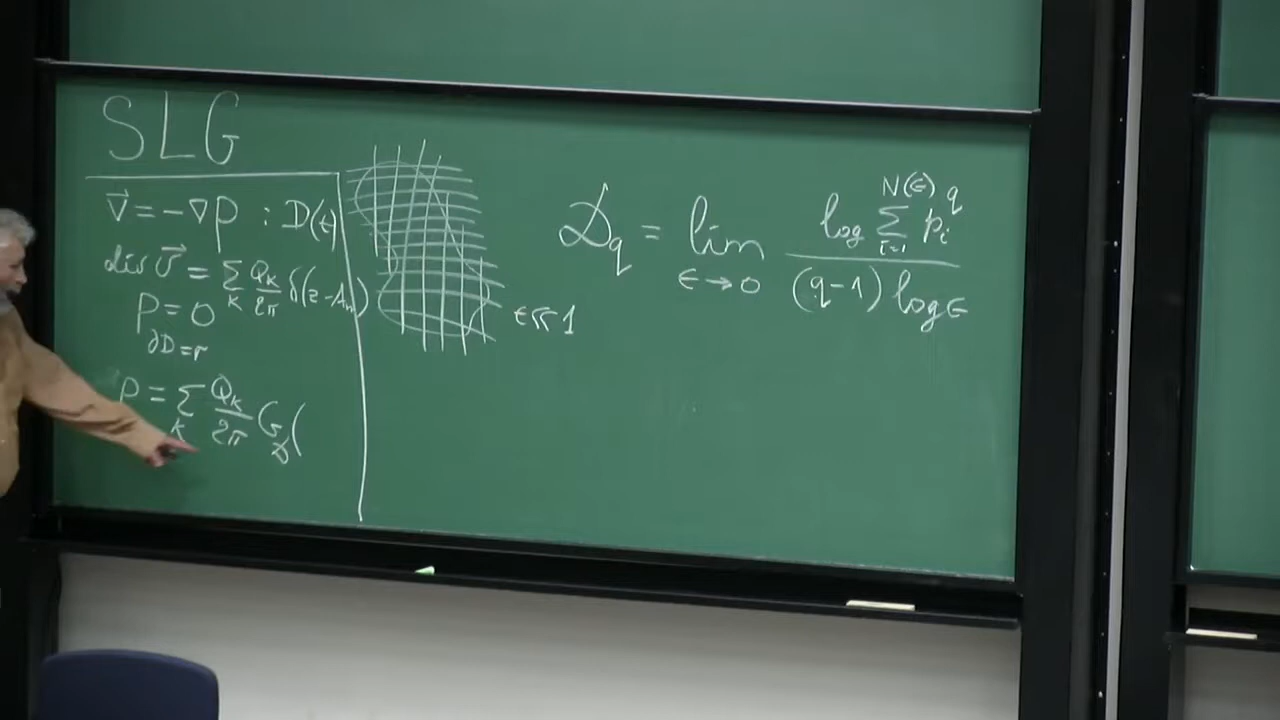 SLG
v⃗ = -∇P : D(t)
div v⃗ = Σ_K Q_K/2π δ(z-A_n)
P = 0
∂D=Γ
P = Σ_K Q_K/2π G_D(
ϵ≪1
D_q = lim_{ϵ→0} log Σ_{i=1}^{N(ϵ)} p_i^q / (q-1) log ϵ